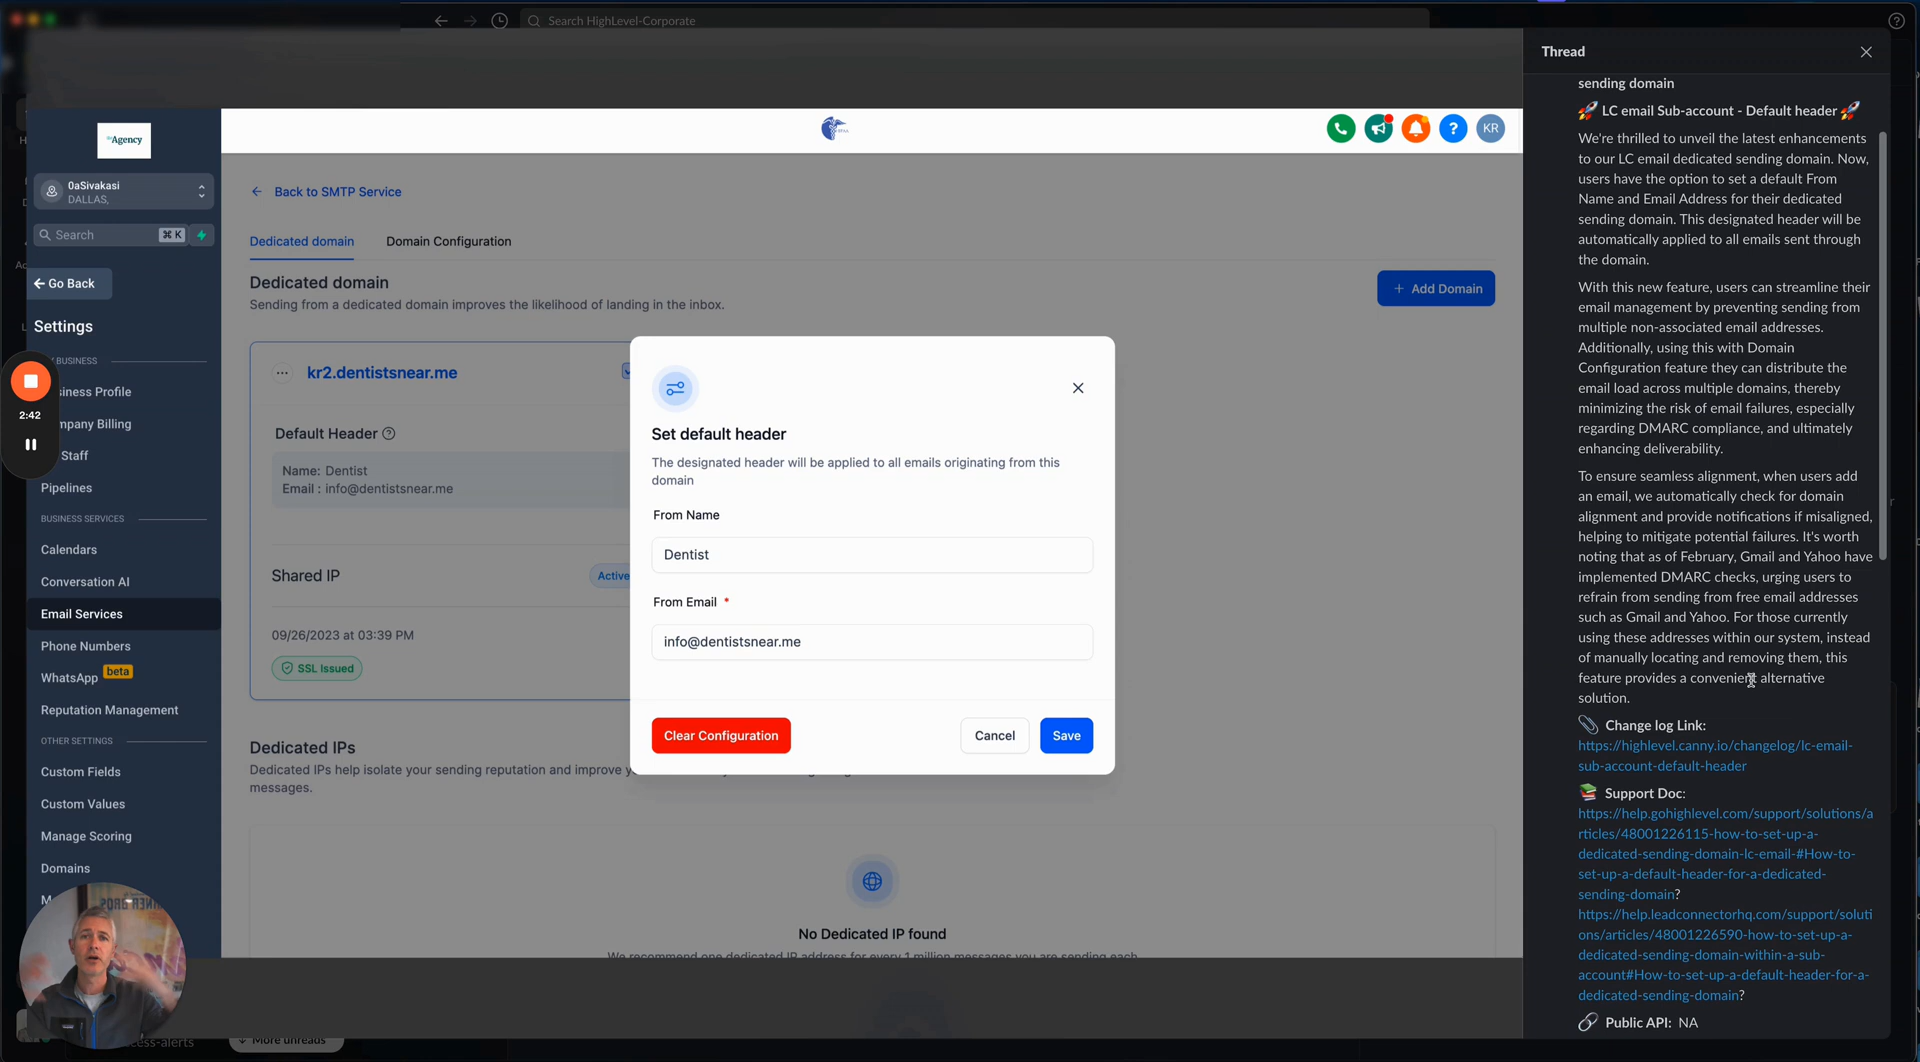 Search HighLevel-Corporate
Thread
sending domain
LC email Sub-account - Default header
We're thrilled to unveil the latest enhancements
to our LC email dedicated sending domain. Now,
users have the option to set a default From
Name and Email Address for their dedicated
sending domain. This designated header will be
automatically applied to all emails sent through
the domain.
With this new feature, users can streamline their
email management by preventing sending from
multiple non-associated email addresses.
Additionally, using this with Domain
Configuration feature they can distribute the
email load across multiple domains, thereby
minimizing the risk of email failures, especially
regarding DMARC compliance, and ultimately
enhancing deliverability.
To ensure seamless alignment, when users add
an email, we automatically check for domain
alignment and provide notifications if misaligned,
helping to mitigate potential failures. It's worth
noting that as of February, Gmail and Yahoo have
implemented DMARC checks, urging users to
refrain from sending from free email addresses
such as Gmail and Yahoo. For those currently
using these addresses within our system, instead
of manually locating and removing them, this
feature provides a convenient alternative
solution.
Change log Link:
https://highlevel.canny.io/changelog/lc-email-
sub-account-default-header
Support Doc:
https://help.gohighlevel.com/support/solutions/a
rticles/48001226115-how-to-set-up-a-
dedicated-sending-domain-lc-email-#How-to-
set-up-a-default-header-for-a-dedicated-
sending-domain?
https://help.leadconnectorhq.com/support/soluti
ons/articles/48001226590-how-to-set-up-a-
dedicated-sending-domain-within-a-sub-
account#How-to-set-up-a-default-header-for-a-
dedicated-sending-domain?
Public API: NA
Agency
0aSivakasi
DALLAS,
Search
⌘ K
Go Back
Settings
BUSINESS
siness Profile
mpany Billing
Staff
Pipelines
BUSINESS SERVICES
Calendars
Conversation AI
Email Services
Phone Numbers
WhatsApp beta
Reputation Management
OTHER SETTINGS
Custom Fields
Custom Values
Manage Scoring
Domains
2:42
KR
Back to SMTP Service
Dedicated domain
Domain Configuration
Dedicated domain
Sending from a dedicated domain improves the likelihood of landing in the inbox.
+ Add Domain
kr2.dentistsnear.me
Default Header
Name: Dentist
Email : info@dentistsnear.me
Shared IP
Active
09/26/2023 at 03:39 PM
SSL Issued
Dedicated IPs
Dedicated IPs help isolate your sending reputation and improve
messages.
No Dedicated IP found
We recommend one dedicated IP address for every 1 million messages you are sending each
Set default header
The designated header will be applied to all emails originating from this
domain
From Name
Dentist
From Email *
info@dentistsnear.me
Clear Configuration
Cancel
Save
cess-alerts
More unreads